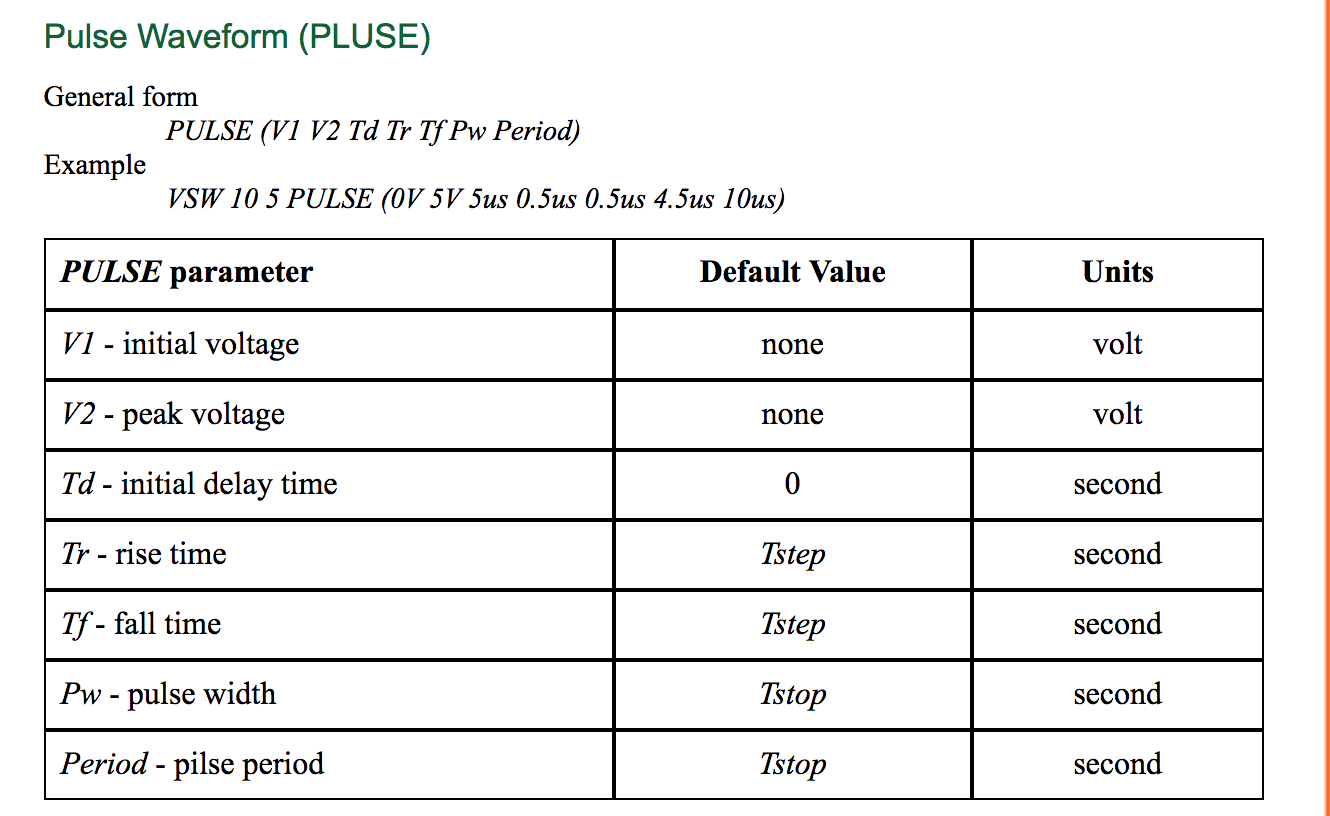 Pulse Waveform (PLUSE)
General form
PULSE (V1 V2 Td Tr Tf Pw Period)
Example
VSW 10 5 PULSE (0V 5V 5us 0.5us 0.5us 4.5us 10us)
PULSE parameter Default Value Units
V1 - initial voltage none volt
V2 - peak voltage none volt
Td - initial delay time 0 second
Tr - rise time Tstep second
Tf - fall time Tstep second
Pw - pulse width Tstop second
Period - pilse period Tstop second